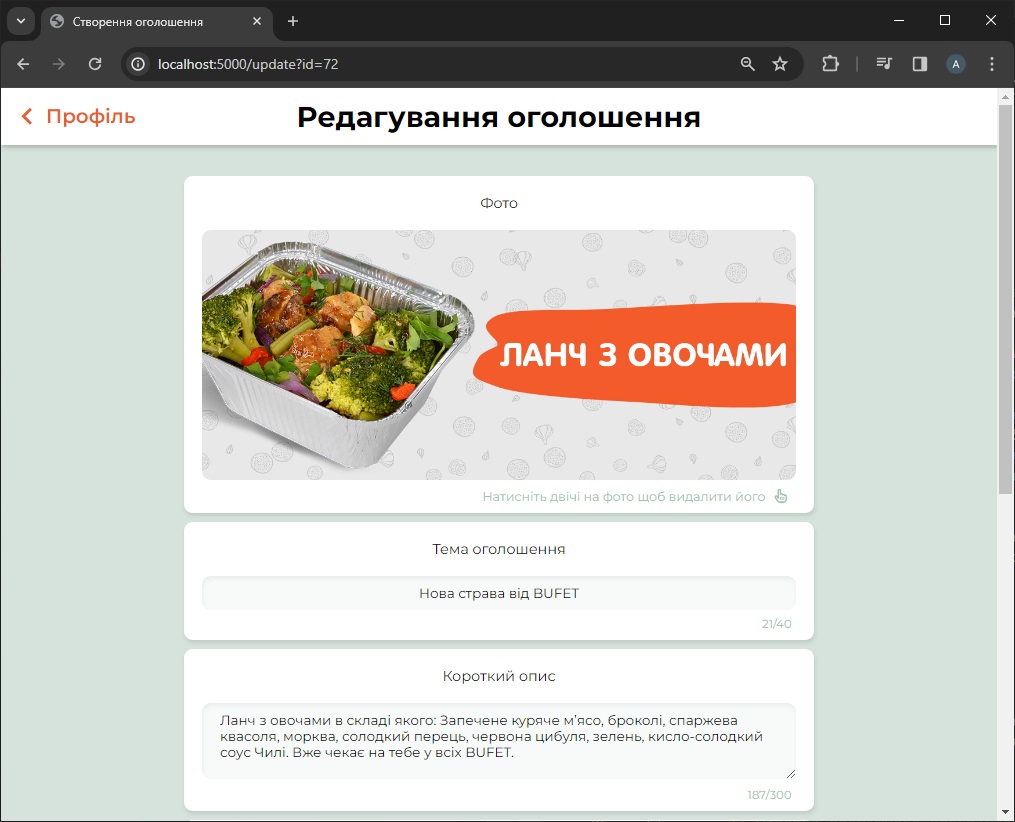 Створення оголошення
localhost:5000/update?id=72
A
Профіль
Редагування оголошення
Фото
ЛАНЧ З ОВОЧАМИ
Натисніть двічі на фото щоб видалити його
Тема оголошення
Нова страва від BUFET
21/40
Короткий опис
Ланч з овочами в складі якого: Запечене куряче м'ясо, броколі, спаржева
квасоля, морква, солодкий перець, червона цибуля, зелень, кисло-солодкий
соус Чилі. Вже чекає на тебе у всіх BUFET.
187/300